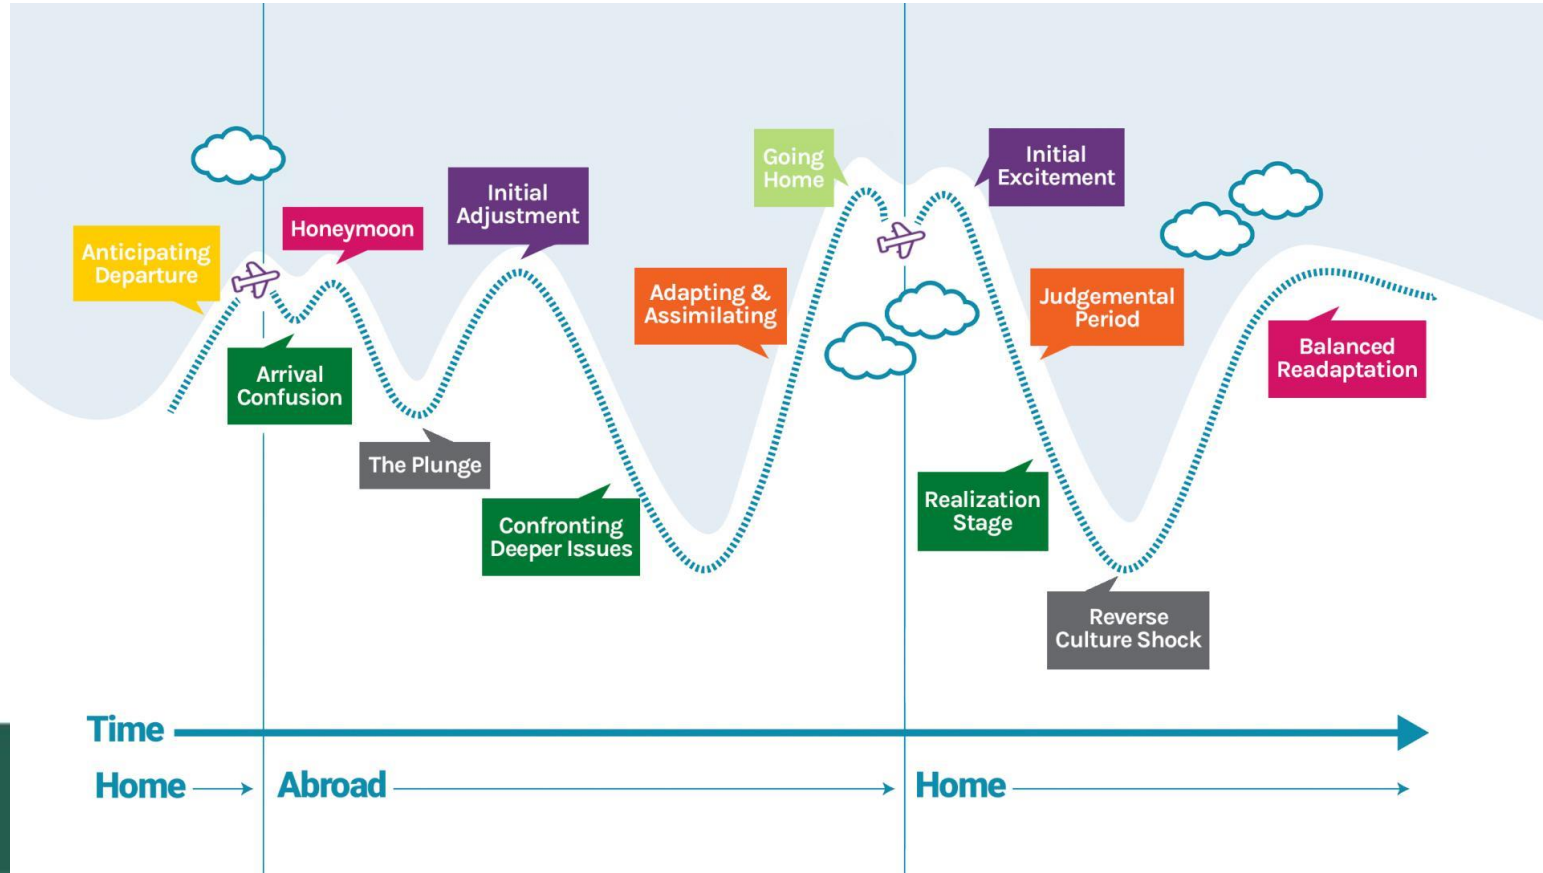 Anticipating
Departure
Arrival
Confusion
Honeymoon
The Plunge
Initial
Adjustment
Confronting
Deeper Issues
Adapting &
Assimilating
Going
Home
Initial
Excitement
Judgemental
Period
Realization
Stage
Reverse
Culture Shock
Balanced
Readaptation
Time
Home
Abroad
Home